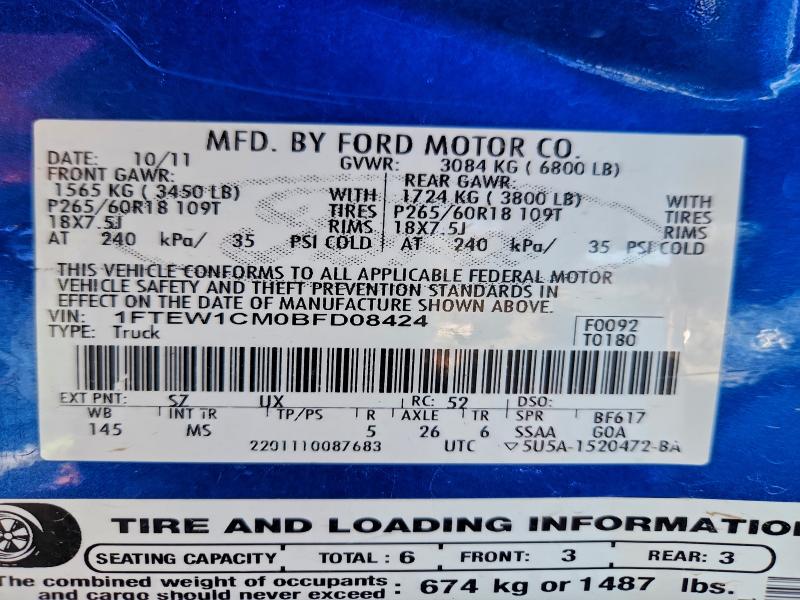 MFD. BY FORD MOTOR CO.
DATE: 10/11 GVWR: 3084 KG ( 6800 LB)
FRONT GAWR: REAR GAWR:
1565 KG ( 3450 LB) WITH 1724 KG ( 3800 LB) WITH
P265/60R18 109T TIRES P265/60R18 109T TIRES
18X7.5J RIMS 18X7.5J RIMS
AT 240 kPa/ 35 PSI COLD AT 240 kPa/ 35 PSI COLD
THIS VEHICLE CONFORMS TO ALL APPLICABLE FEDERAL MOTOR
VEHICLE SAFETY AND THEFT PREVENTION STANDARDS IN
EFFECT ON THE DATE OF MANUFACTURE SHOWN ABOVE.
VIN: 1FTEW1CM0BFD08424 F0092
TYPE: Truck T0180
EXT PNT: SZ UX RC: 52 DSO:
WB INT TR TP/PS R AXLE TR SPR BF617
145 MS 5 26 6 SSAA GOA
2201110087683 UTC ▽5U5A-1520472-BA
TIRE AND LOADING INFORMATIO
SEATING CAPACITY TOTAL : 6 FRONT: 3 REAR: 3
The combined weight of occupants
and cargo should never exceed : 674 kg or 1487 lbs.